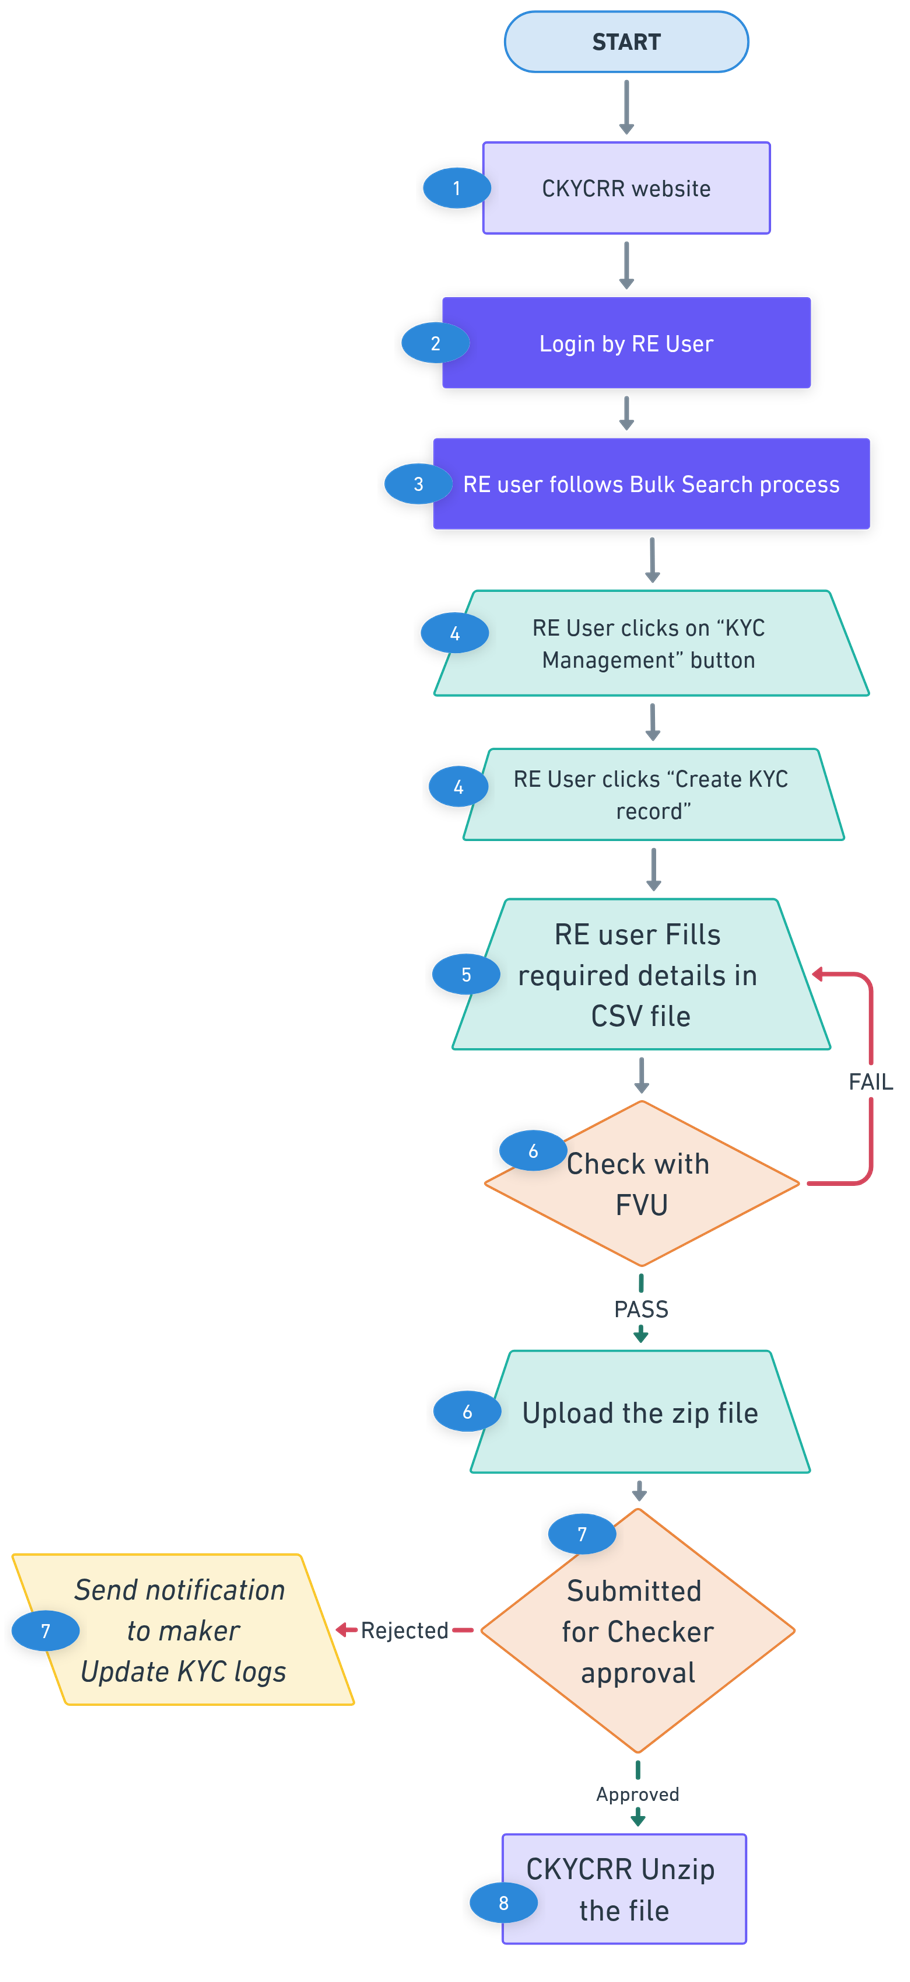 START
1
CKYCRR website
2
Login by RE User
3
RE user follows Bulk Search process
4
RE User clicks on “KYC
Management” button
4
RE User clicks “Create KYC
record”
5
RE user Fills
required details in
CSV file
FAIL
6
Check with
FVU
PASS
6
Upload the zip file
7
Submitted
for Checker
approval
Rejected
7
Send notification
to maker
Update KYC logs
Approved
8
CKYCRR Unzip
the file